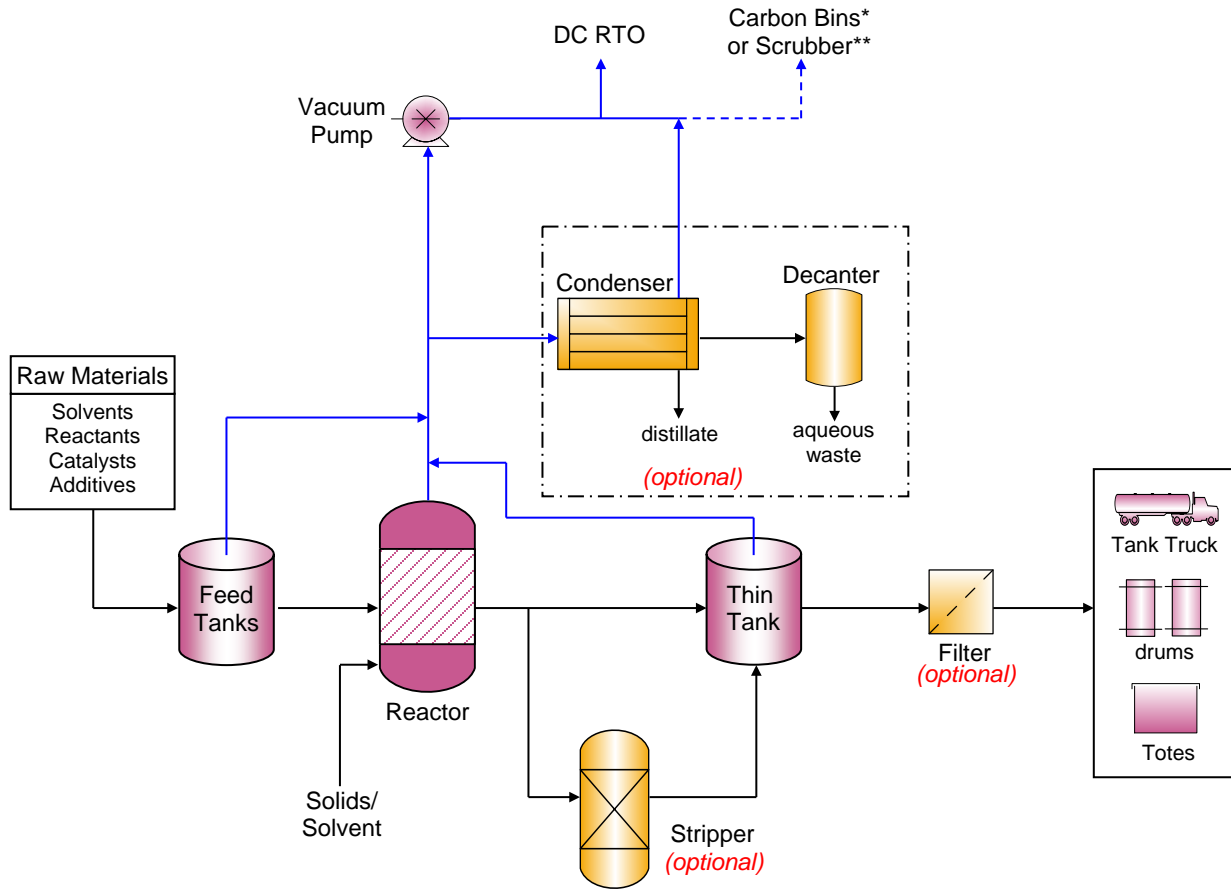 DC RTO
Carbon Bins*
or Scrubber**
Vacuum
Pump
Condenser
Decanter
distillate
aqueous
waste
(optional)
Raw Materials
Solvents
Reactants
Catalysts
Additives
Feed
Tanks
Reactor
Solids/
Solvent
Stripper
(optional)
Thin
Tank
Filter
(optional)
Tank Truck
drums
Totes